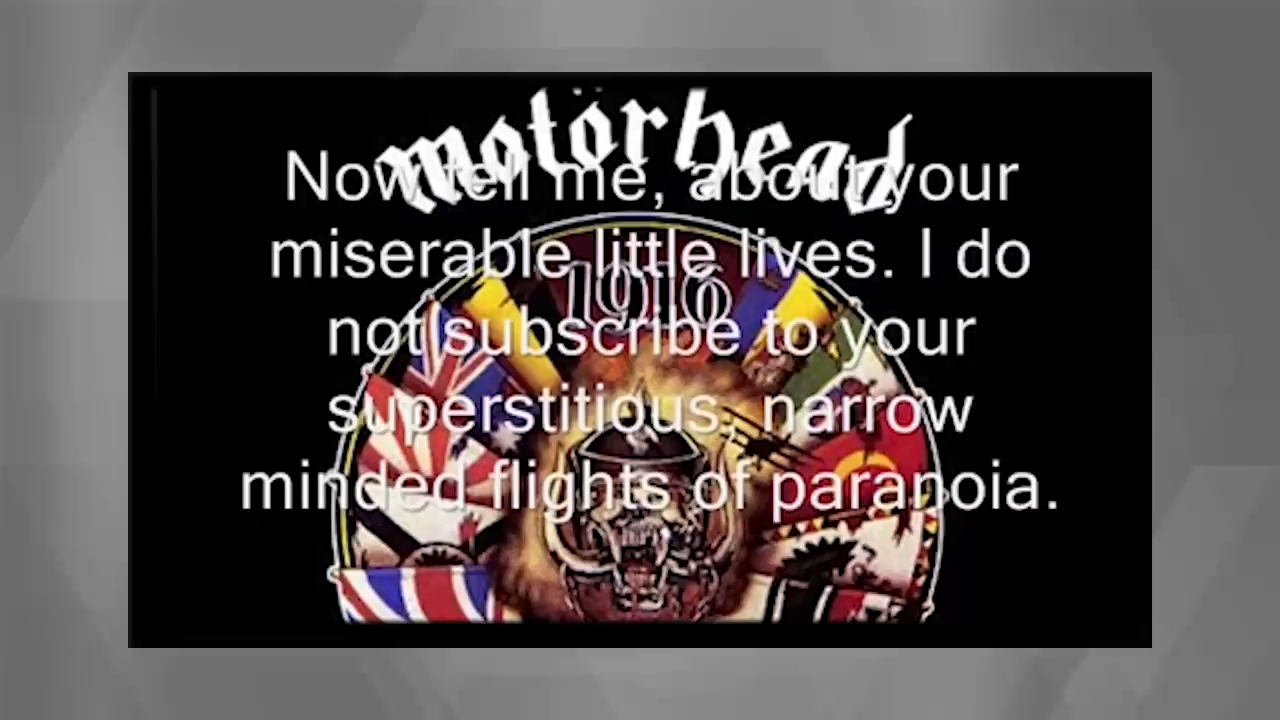 motörhead
Now tell me, about your
miserable little lives. I do
1916
not subscribe to your
superstitious, narrow
minded flights of paranoia.